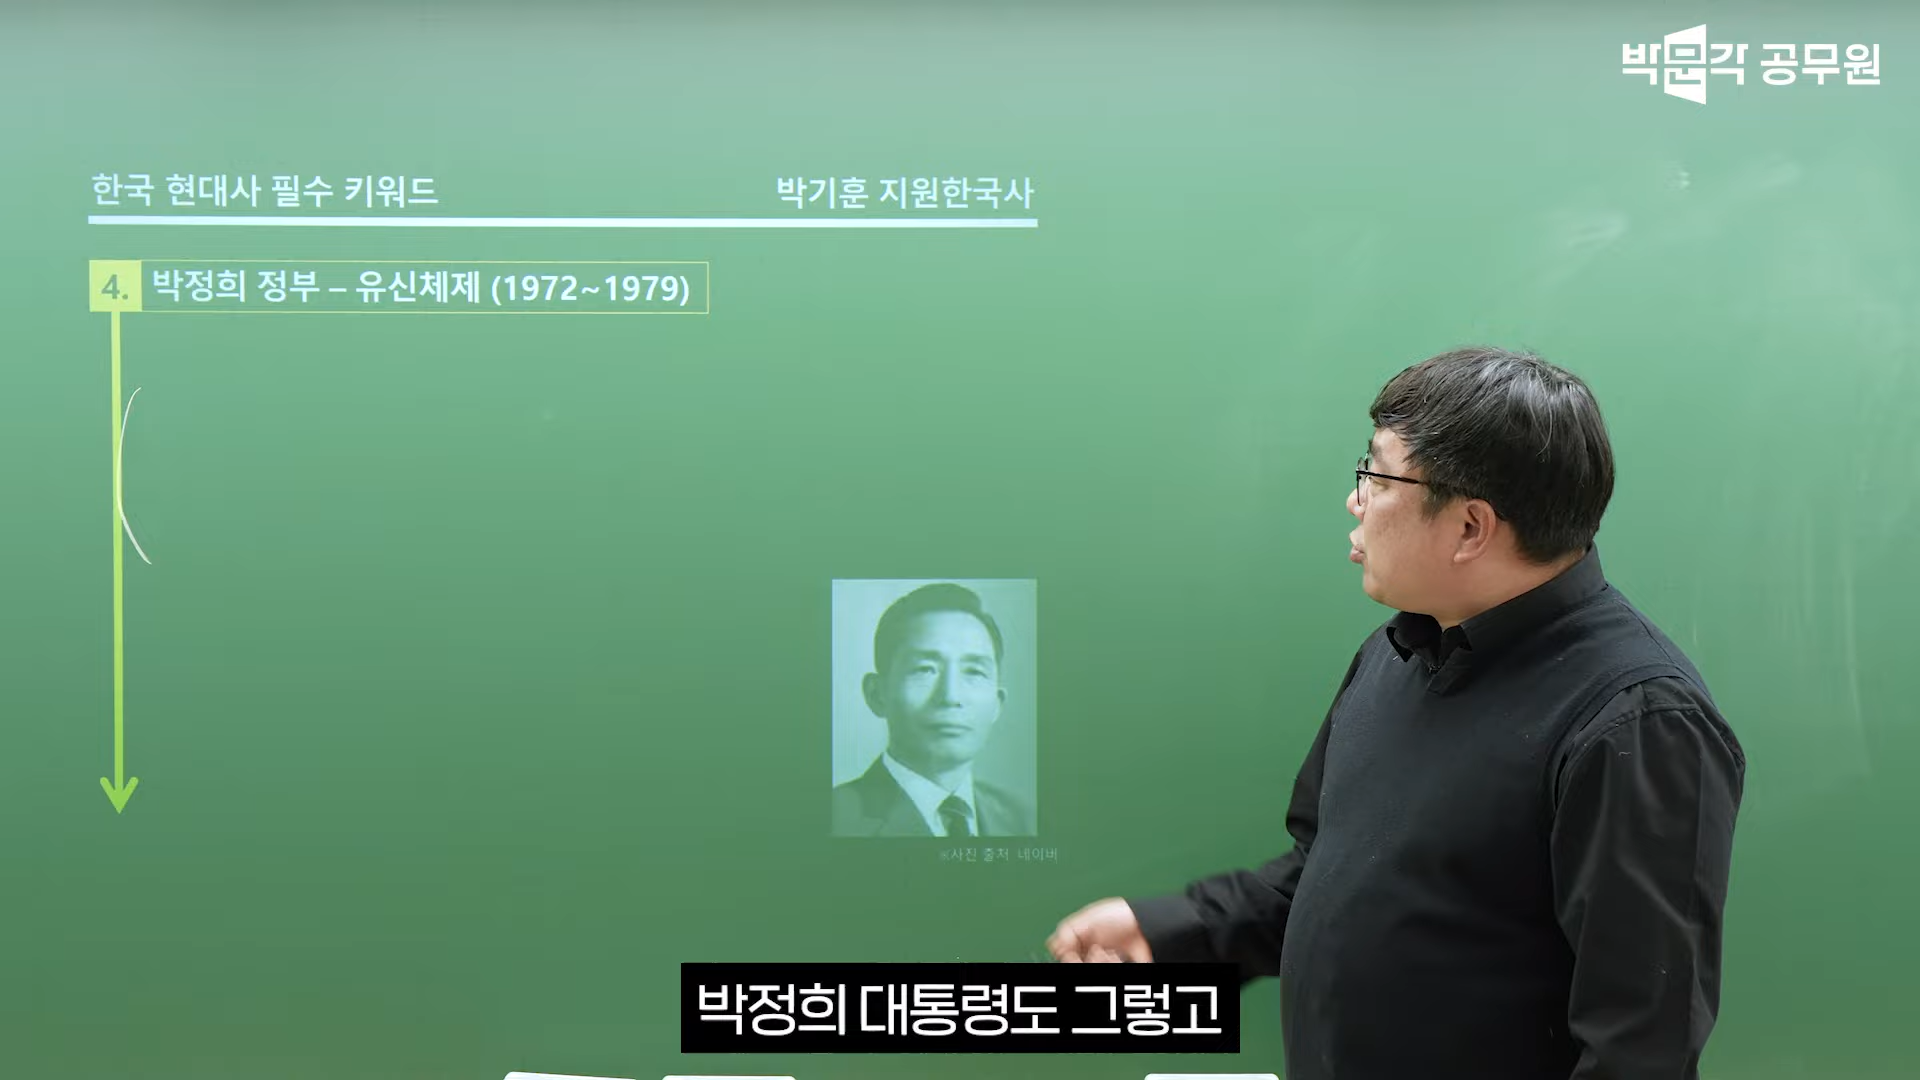 박문각 공무원
한국 현대사 필수 키워드
박기훈 지원한국사
4. 박정희 정부 – 유신체제 (1972~1979)
※사진 출처 네이버
박정희 대통령도 그렇고